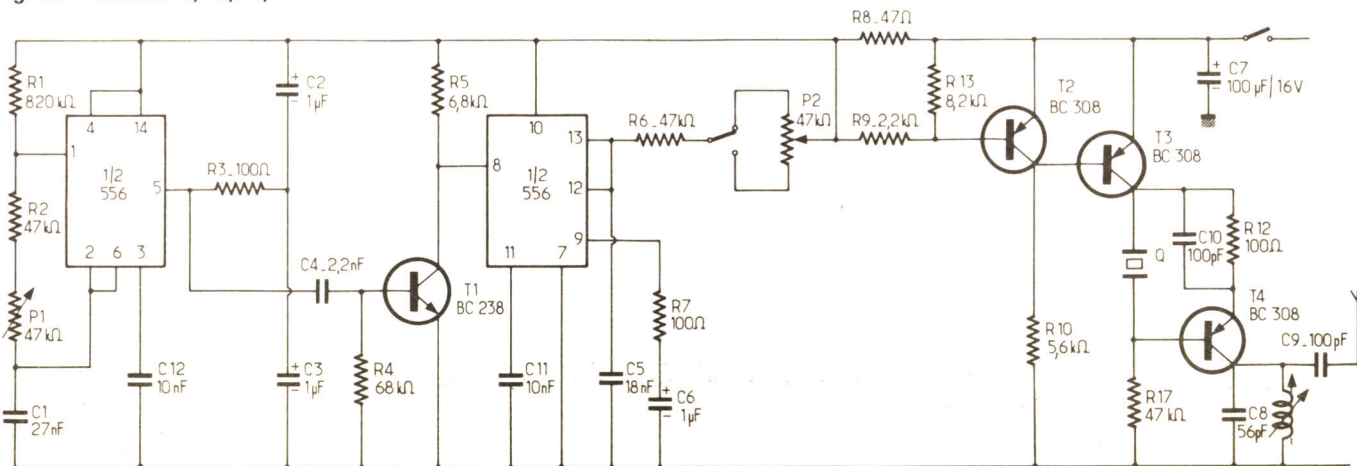 R8_47Ω
R1
820kΩ
4
14
C2
+
-
1µF
R5
6,8kΩ
10
R13
8,2kΩ
T2
BC 308
+
-
C7
100µF/16V
1
1/2
556
5
R3_100Ω
8
1/2
556
13
12
9
R6_47kΩ
P2
47kΩ
R9_2,2kΩ
T3
BC 308
R2
47kΩ
2
6
3
11
7
C4_2,2nF
T1
BC 238
R7
100Ω
Q
C10
100pF
R12
100Ω
P1
47kΩ
T4
BC 308
R10
5,6kΩ
C9_100pF
C12
10nF
+
-
C3
1µF
R4
68kΩ
C11
10nF
C5
18nF
+
-
C6
1µF
R17
47kΩ
C8
56pF
C1
27nF